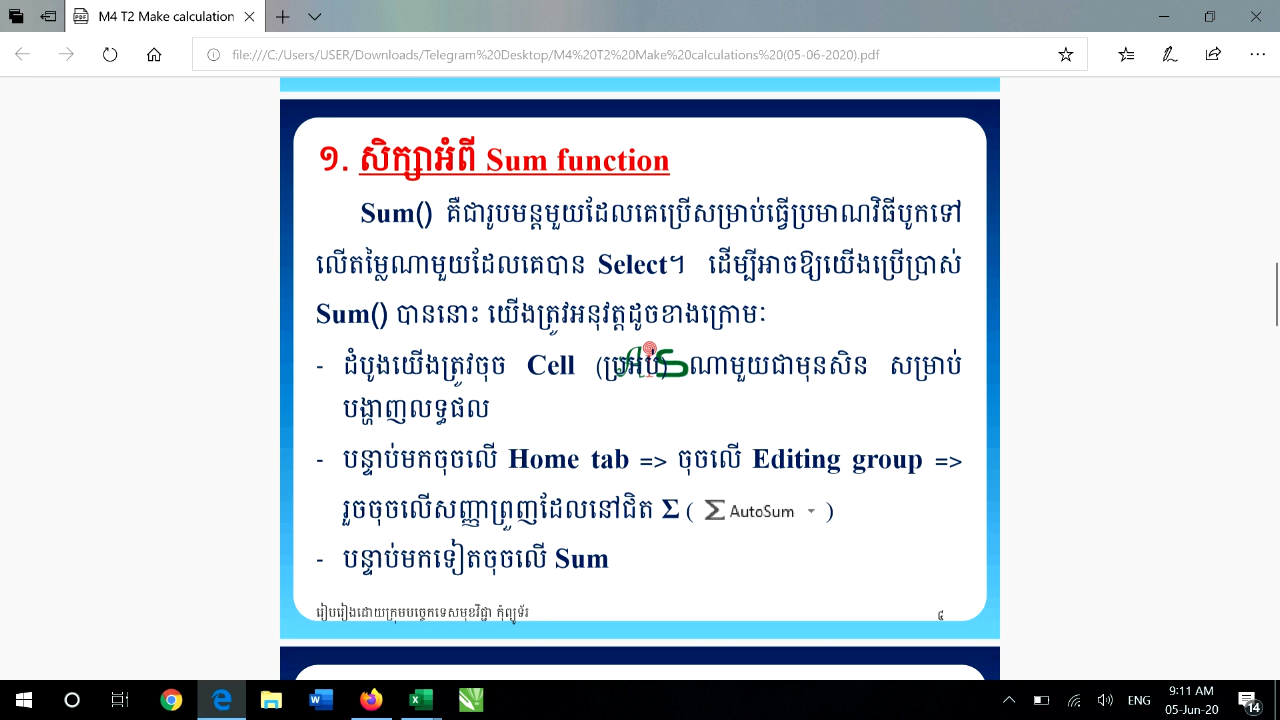 M4 T2 Make calculation
file:///C:/Users/USER/Downloads/Telegram%20Desktop/M4%20T2%20Make%20calculations%20(05-06-2020).pdf
១. សិក្សាអំពី Sum function
Sum() គឺជារូបមន្តមួយដែលគេប្រើសម្រាប់ធ្វើប្រមាណវិធីបូកទៅ
លើតម្លៃណាមួយដែលគេបាន Select។ ដើម្បីអាចឱ្យយើងប្រើប្រាស់
Sum() បាននោះ យើងត្រូវអនុវត្តដូចខាងក្រោមៈ
- ដំបូងយើងត្រូវចុច Cell (ប្រអប់) ណាមួយជាមុនសិន សម្រាប់
បង្ហាញលទ្ធផល
- បន្ទាប់មកចុចលើ Home tab => ចុចលើ Editing group =>
រួចចុចលើសញ្ញាព្រួញដែលនៅជិត Σ ( Σ AutoSum )
- បន្ទាប់មកទៀតចុចលើ Sum
រៀបរៀងដោយក្រុមបច្ចេកទេសមុខវិជ្ជា កុំព្យូទ័រ
៥
ENG
9:11 AM
05-Jun-20
14